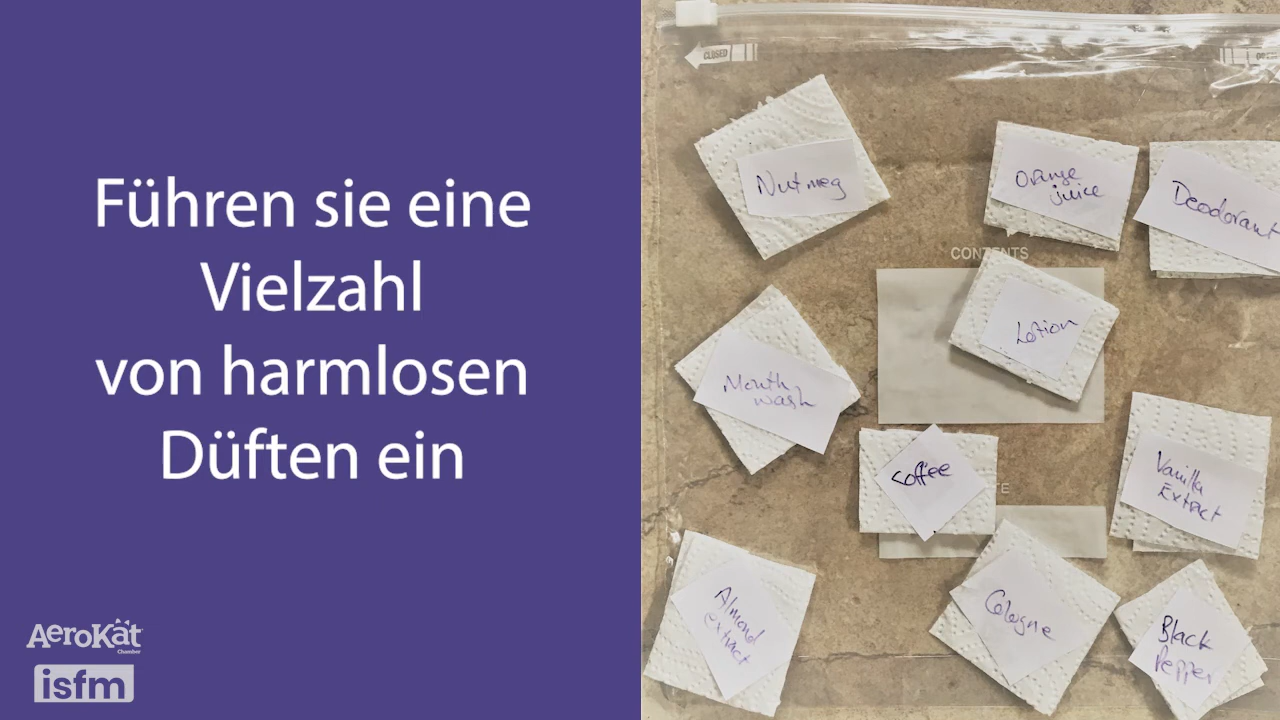 Führen sie eine
Vielzahl
von harmlosen
Düften ein
AeroKat
Chamber
isfm
CLOSED
Nutmeg
Orange
juice
Deodorant
CONTENTS
Lotion
Mouth
wash
coffee
Vanilla
Extract
Almond
extract
Cologne
Black
Pepper